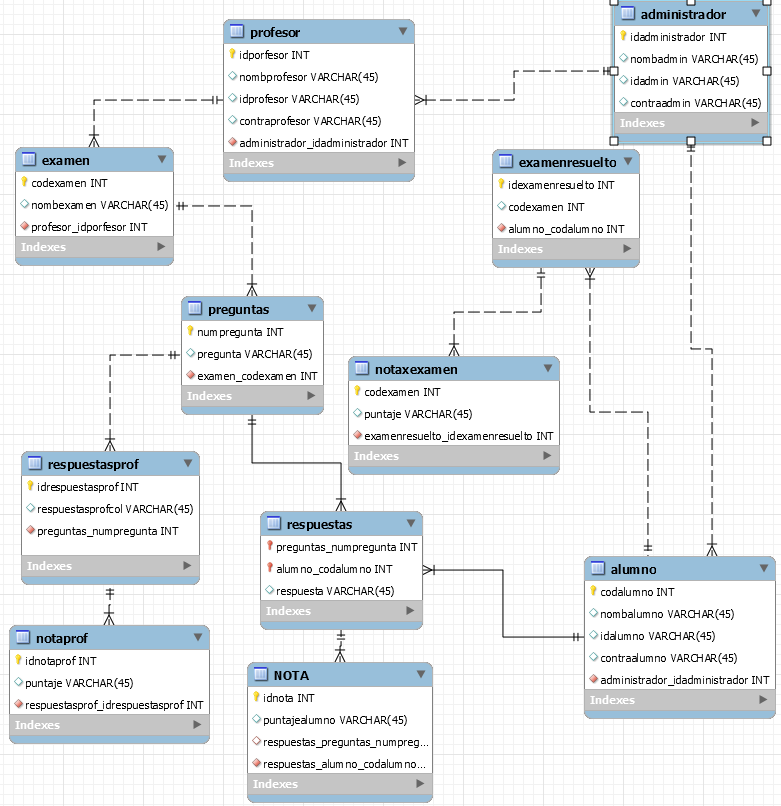 administrador
idadministrador INT
nombadmin VARCHAR(45)
idadmin VARCHAR(45)
contraadmin VARCHAR(45)
Indexes
profesor
idporfesor INT
nombprofesor VARCHAR(45)
idprofesor VARCHAR(45)
contraprofesor VARCHAR(45)
administrador_idadministrador INT
Indexes
examen
codexamen INT
nombexamen VARCHAR(45)
profesor_idporfesor INT
Indexes
examenresuelto
idexamenresuelto INT
codexamen INT
alumno_codalumno INT
Indexes
preguntas
numpregunta INT
pregunta VARCHAR(45)
examen_codexamen INT
Indexes
notaxexamen
codexamen INT
puntaje VARCHAR(45)
examenresuelto_idexamenresuelto INT
Indexes
respuestasprof
idrespuestasprof INT
respuestasprofcol VARCHAR(45)
preguntas_numpregunta INT
Indexes
respuestas
preguntas_numpregunta INT
alumno_codalumno INT
respuesta VARCHAR(45)
Indexes
alumno
codalumno INT
nombalumno VARCHAR(45)
idalumno VARCHAR(45)
contraalumno VARCHAR(45)
administrador_idadministrador INT
Indexes
notaprof
idnotaprof INT
puntaje VARCHAR(45)
respuestasprof_idrespuestasprof INT
Indexes
NOTA
idnota INT
puntajealumno VARCHAR(45)
respuestas_preguntas_numpreg...
respuestas_alumno_codalumno...
Indexes